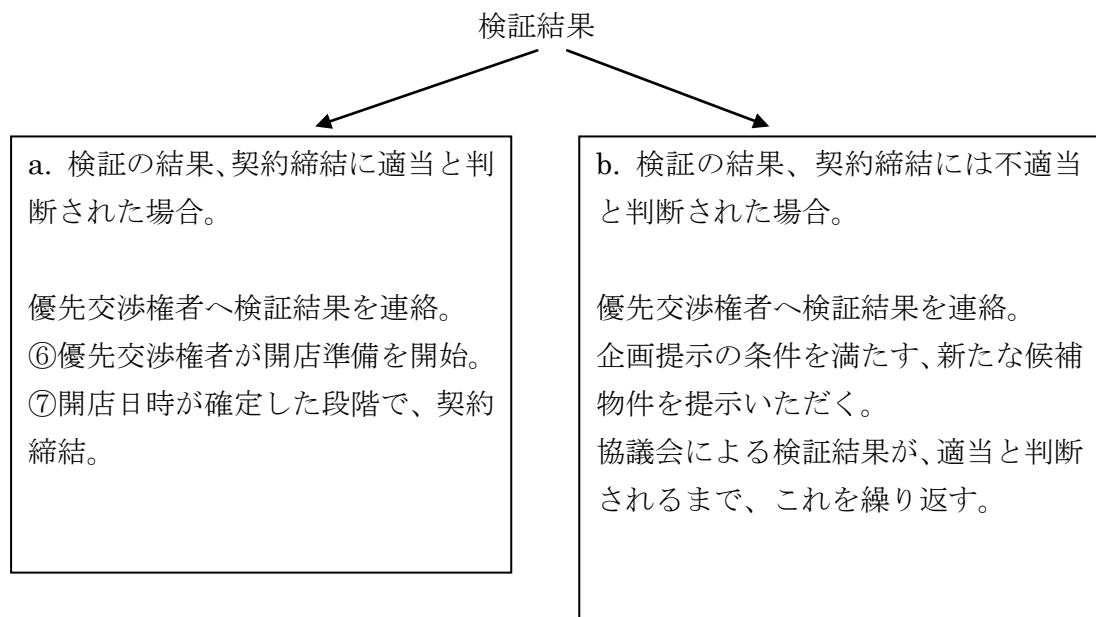 検証結果
a. 検証の結果、契約締結に適当と判
断された場合。
優先交渉権者へ検証結果を連絡。
⑥優先交渉権者が開店準備を開始。
⑦開店日時が確定した段階で、契約
締結。
b. 検証の結果、契約締結には不適当
と判断された場合。
優先交渉権者へ検証結果を連絡。
企画提示の条件を満たす、新たな候補
物件を提示いただく。
協議会による検証結果が、適当と判断
されるまで、これを繰り返す。